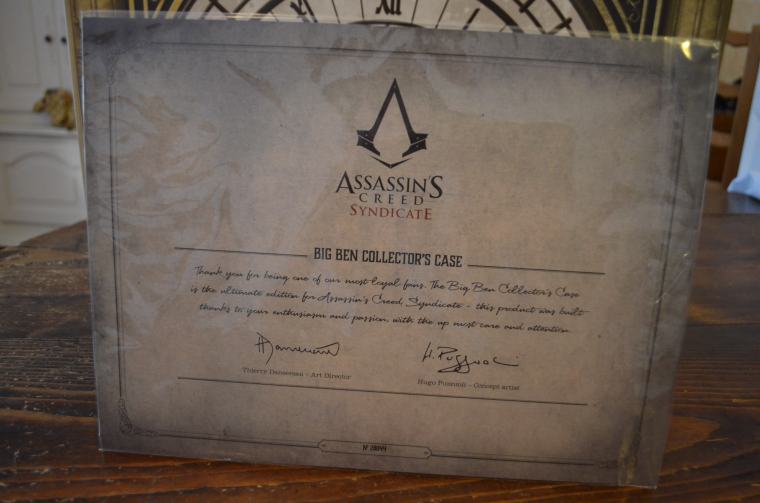 XII
ASSASSIN'S
CREED
SYNDICATE
BIG BEN COLLECTOR'S CASE
Thank you for being one of our most loyal fans. The Big Ben Collector's Case
is the ultimate edition for Assassin's Creed Syndicate - this product was built
thanks to your enthusiasm and passion, with the up most care and attention.
Thierry Dansereau - Art Director
Hugo Puzzuoli - Concept artist